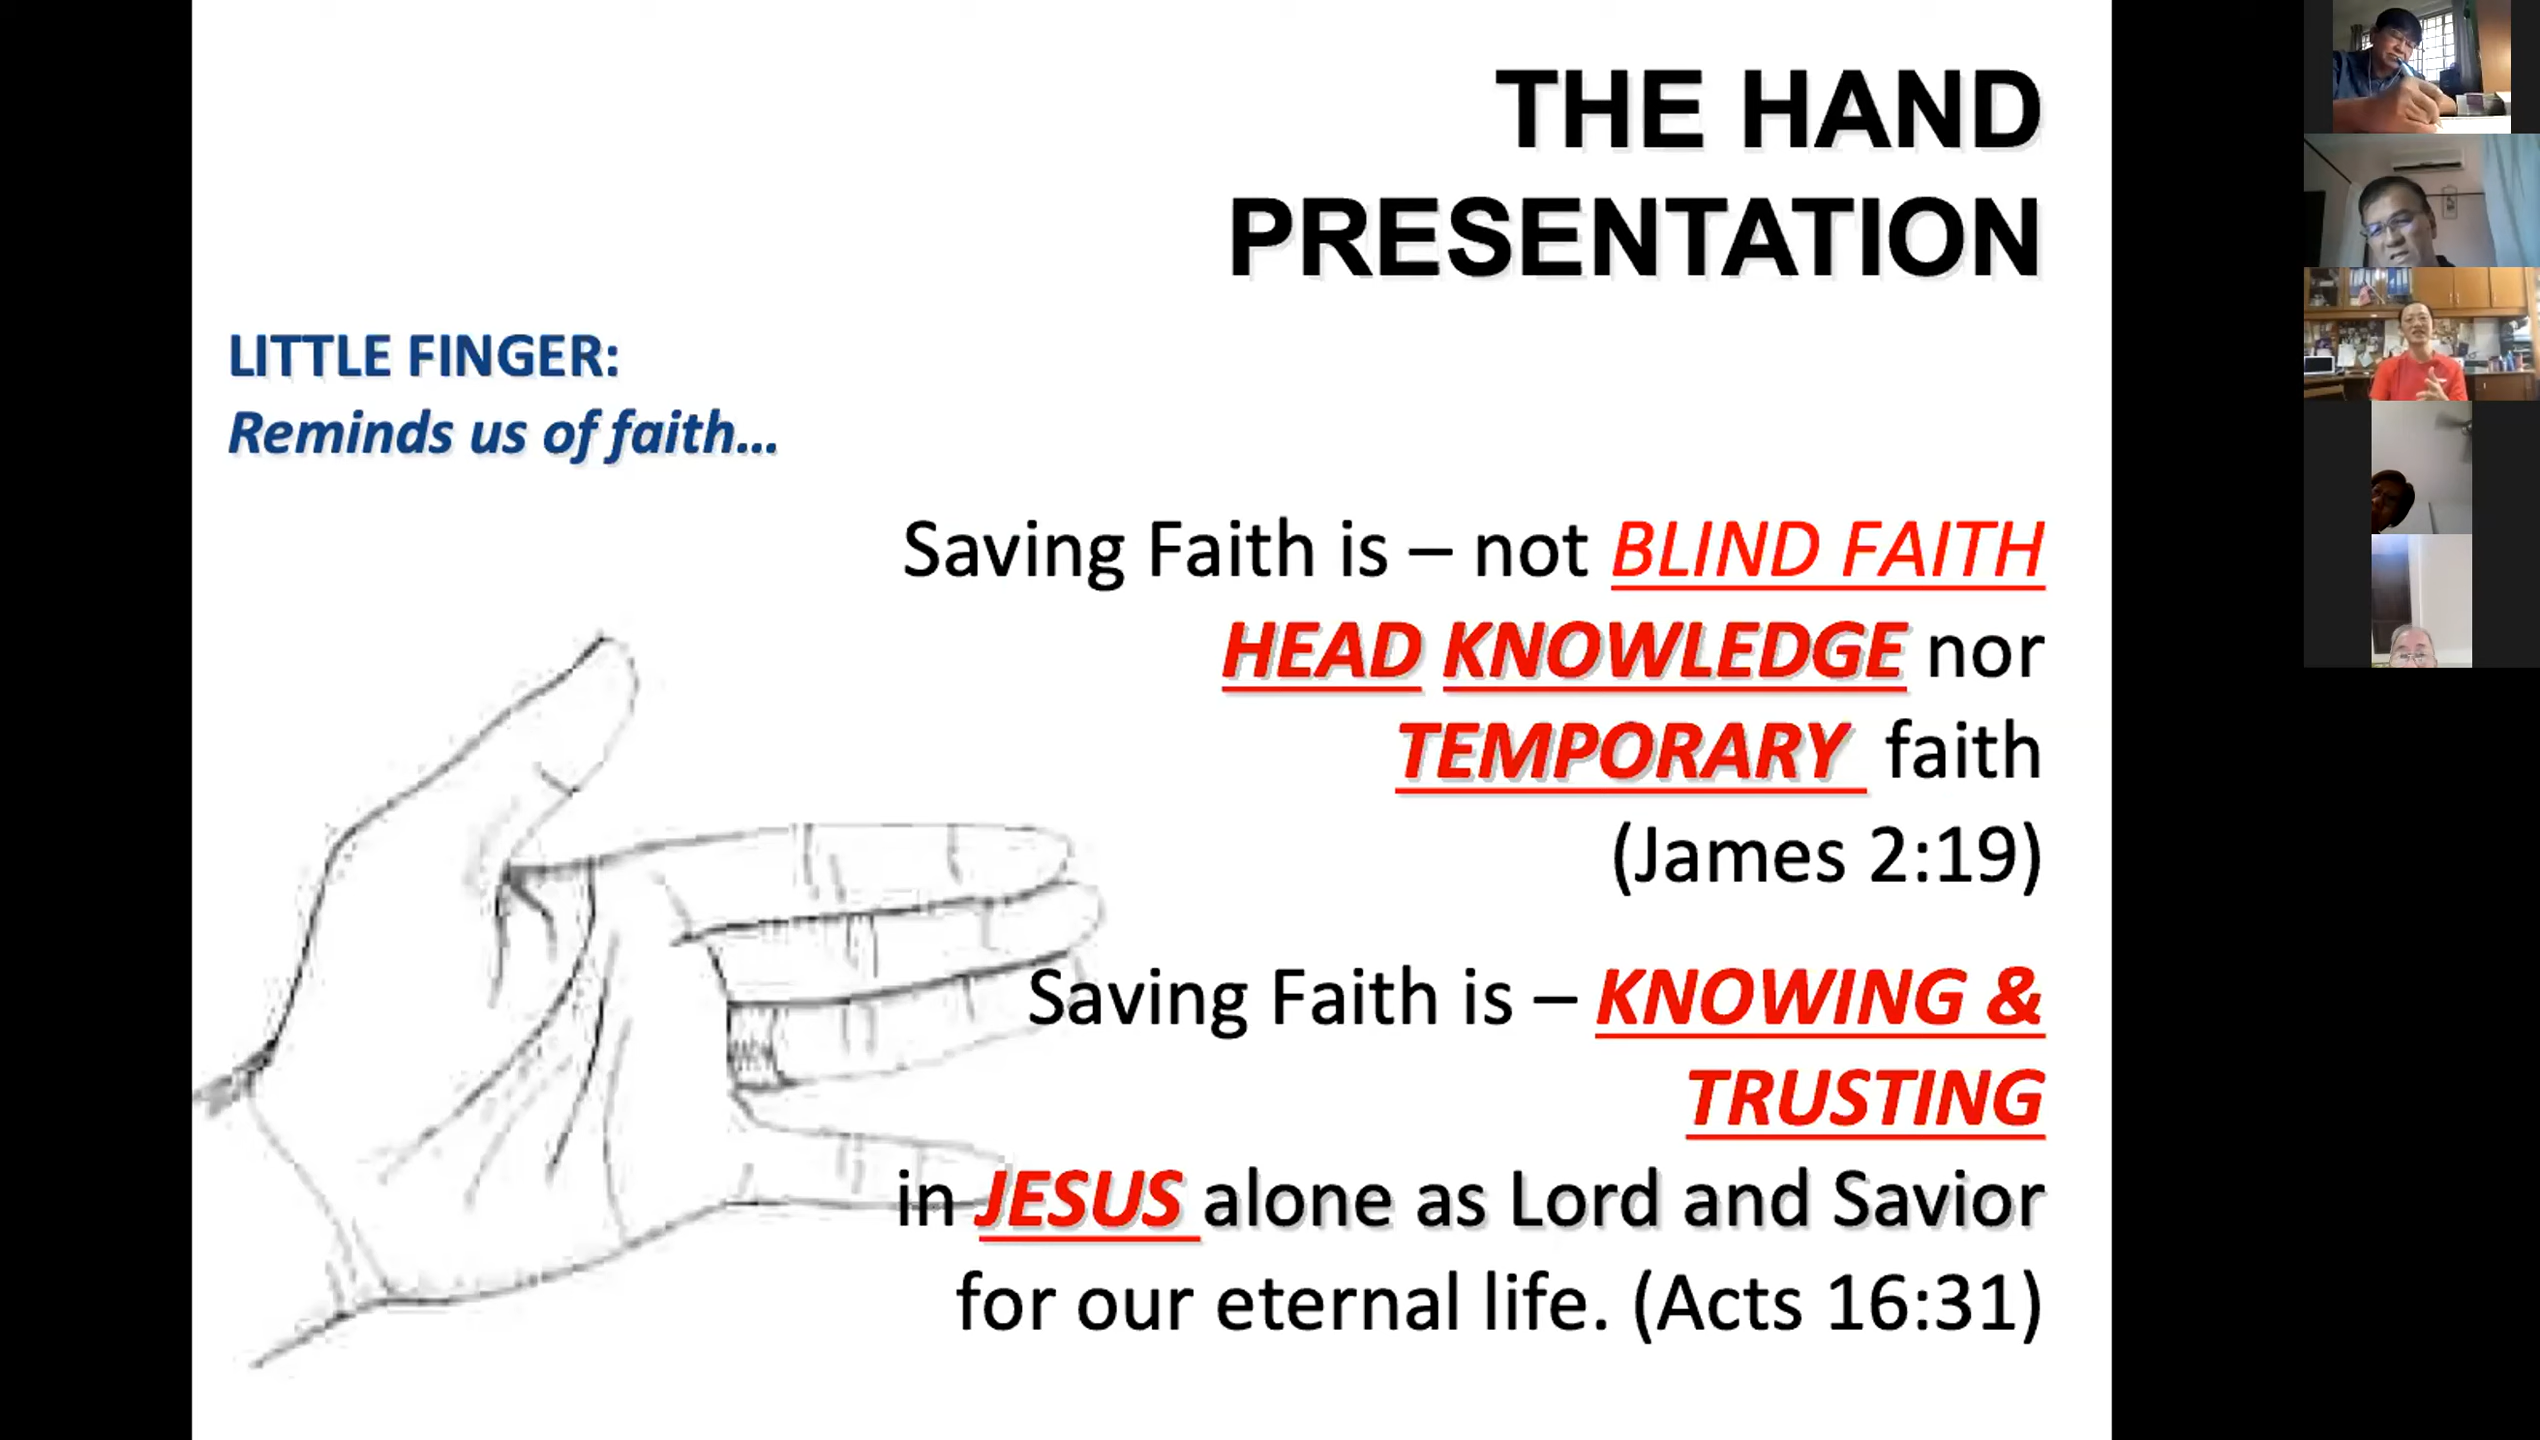 THE HAND
PRESENTATION
LITTLE FINGER:
Reminds us of faith...
Saving Faith is – not BLIND FAITH
HEAD KNOWLEDGE nor
TEMPORARY faith
(James 2:19)
Saving Faith is – KNOWING &
TRUSTING
in JESUS alone as Lord and Savior
for our eternal life. (Acts 16:31)